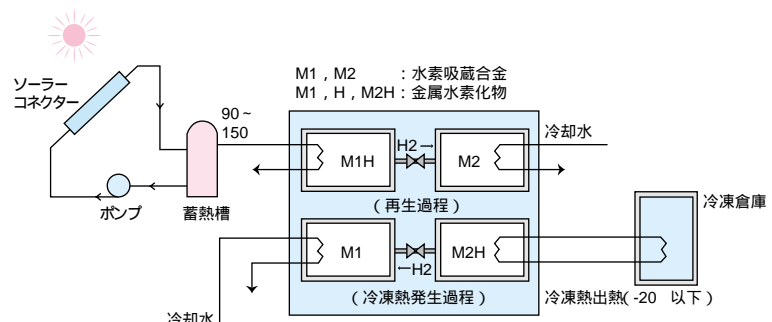 M1 , M2 : 水素吸蔵合金
M1 , H , M2H : 金属水素化物
ソーラー
コネクター
90 ~
150
冷却水
M1H
H2→
M2
(再生過程)
ポンプ
蓄熱槽
冷凍倉庫
M1
←H2
M2H
(冷凍熱発生過程)
冷凍熱出熱( -20 以下 )
冷却水